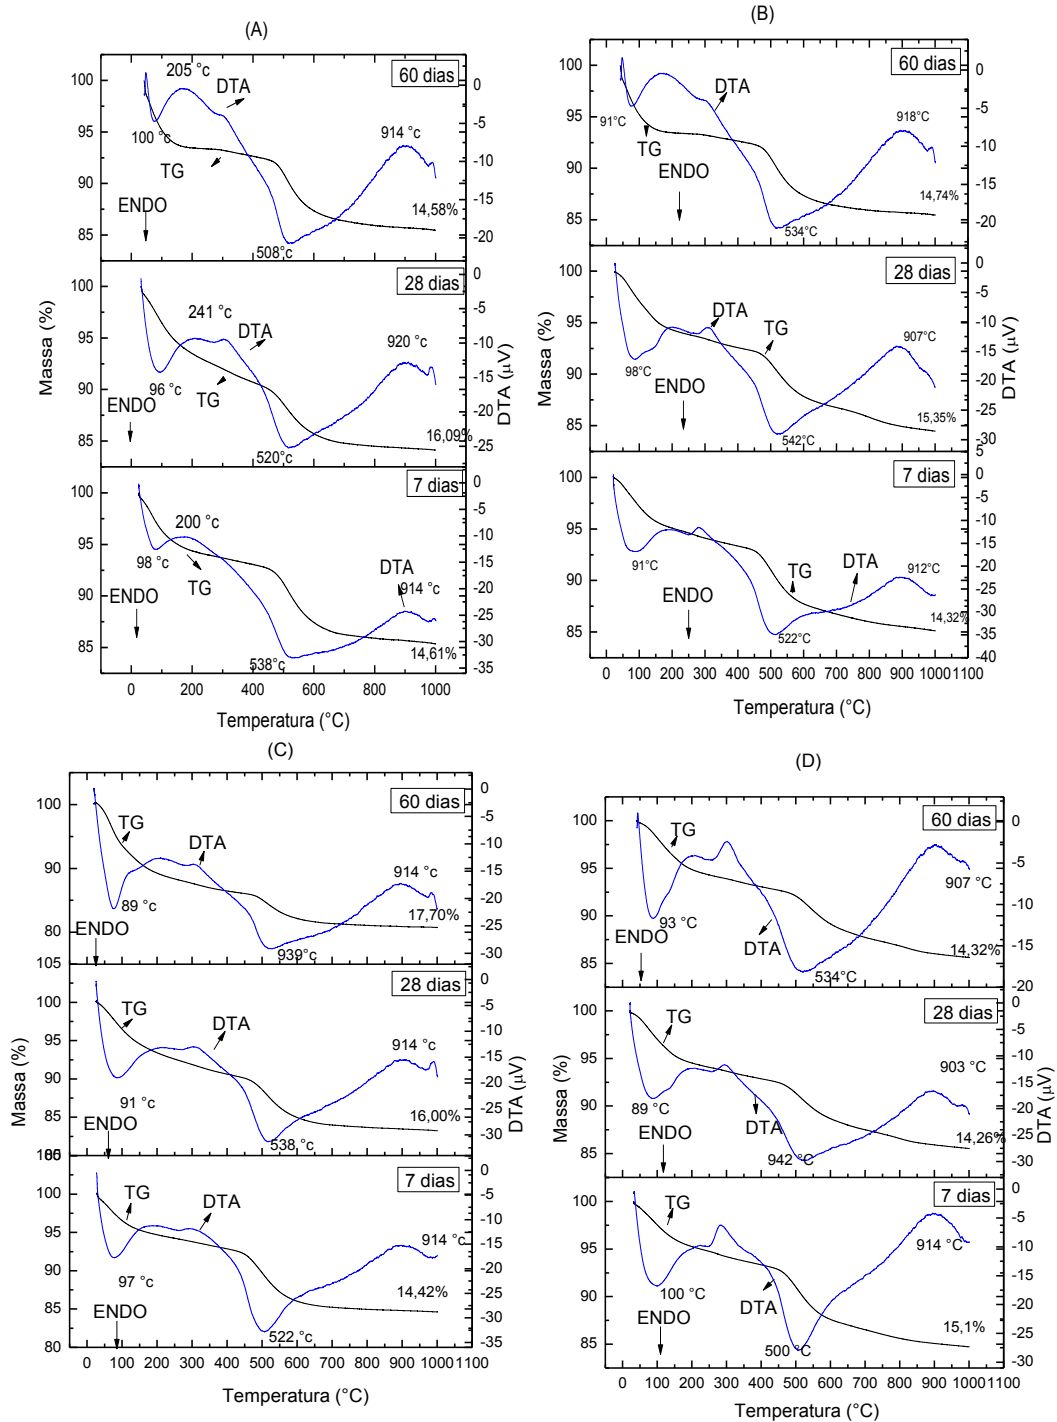 (A)
100
95
90
85
60 dias
205 °c
DTA
100 °c
TG
ENDO
914 °c
14,58%
508°c
0
-5
-10
-15
-20
100
95
90
85
28 dias
241 °c
DTA
920 °c
96 °c
TG
ENDO
16,09%
520°c
0
-5
-10
-15
-20
-25
Massa (%)
DTA (µV)
100
95
90
85
7 dias
200 °c
98 °c
TG
DTA
914 °c
ENDO
14,61%
538°c
0
-5
-10
-15
-20
-25
-30
-35
0 200 400 600 800 1000
Temperatura (°C)
(B)
100
95
90
85
60 dias
DTA
91°C
TG
918°C
ENDO
14,74%
534°C
5
0
-5
-10
-15
-20
100
95
90
85
28 dias
DTA
TG
907°C
98°C
ENDO
15,35%
542°C
0
-5
-10
-15
-20
-25
-30
Massa (%)
DTA (µV)
100
95
90
85
7 dias
91°C
TG
DTA
912°C
ENDO
14,32%
522°C
5
0
-5
-10
-15
-20
-25
-30
-35
-40
0 100 200 300 400 500 600 700 800 900 1000 1100
Temperatura (°C)
(C)
100
90
80
60 dias
TG
DTA
914 °c
89 °c
17,70%
ENDO
939°c
0
-5
-10
-15
-20
-25
-30
105
100
95
90
85
28 dias
TG
DTA
914 °c
91 °c
16,00%
ENDO
538°c
0
-5
-10
-15
-20
-25
-30
Massa (%)
DTA (µV)
100
95
90
85
80
7 dias
TG
DTA
914 °c
97 °c
14,42%
ENDO
522°c
0
-5
-10
-15
-20
-25
-30
-35
0 100 200 300 400 500 600 700 800 900 1000 1100
Temperatura (°C)
(D)
100
95
90
85
60 dias
TG
907 °C
93 °C
DTA
ENDO
14,32%
534°C
0
-5
-10
-15
-20
100
95
90
85
28 dias
TG
903 °C
89 °C
DTA
ENDO
14,26%
942 °C
0
-5
-10
-15
-20
-25
-30
Massa (%)
DTA (µV)
100
95
90
85
7 dias
TG
914 °C
100 °C
DTA
ENDO
15,1%
500 °C
0
-5
-10
-15
-20
-25
-30
0 100 200 300 400 500 600 700 800 900 1000 1100
Temperatura (°C)